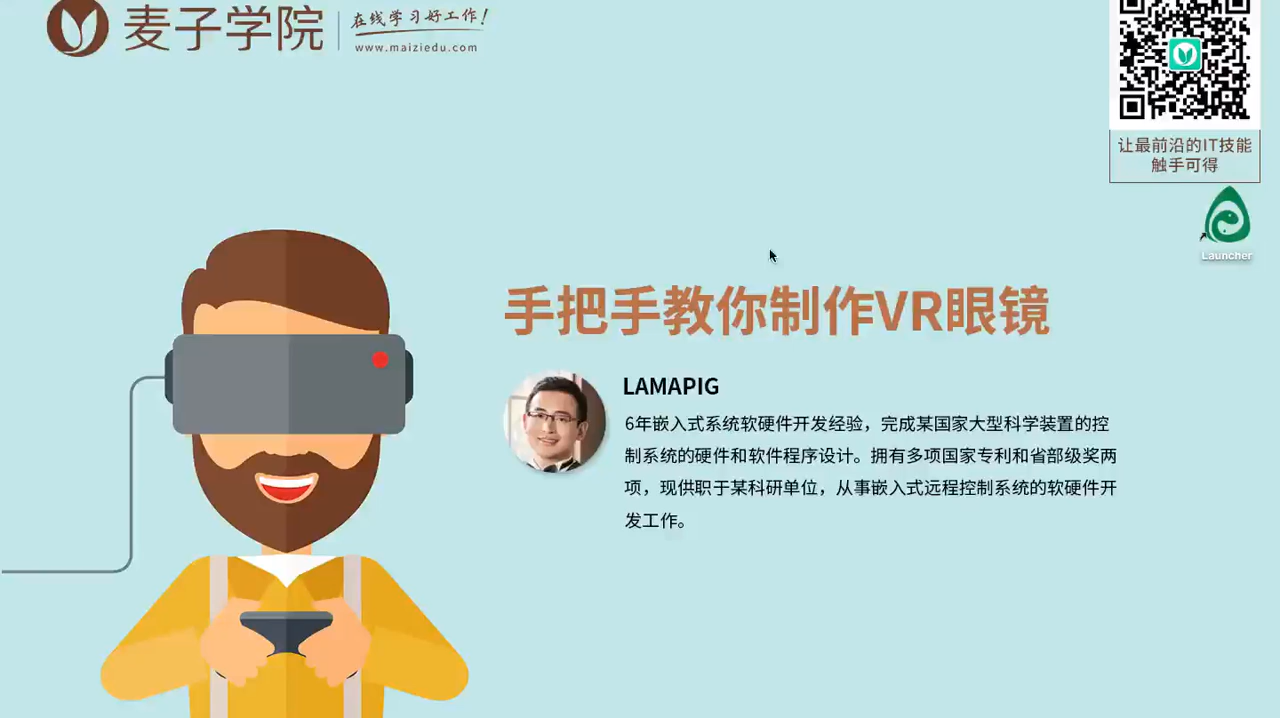 麦子学院
在线学习好工作!
www.maiziedu.com
让最前沿的IT技能
触手可得
Launcher
手把手教你制作VR眼镜
LAMAPIG
6年嵌入式系统软硬件开发经验，完成某国家大型科学装置的控
制系统的硬件和软件程序设计。拥有多项国家专利和省部级奖两
项，现供职于某科研单位，从事嵌入式远程控制系统的软硬件开
发工作。